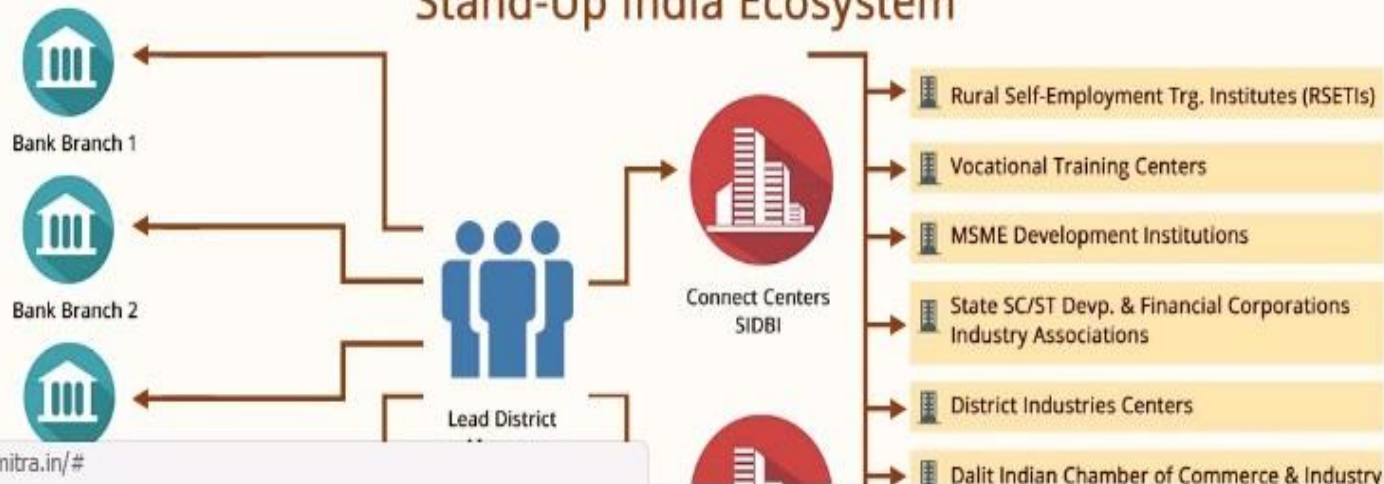 Stand-Up India Ecosystem
Bank Branch 1
Bank Branch 2
Lead District
Connect Centers
SIDBI
Rural Self-Employment Trg. Institutes (RSETIs)
Vocational Training Centers
MSME Development Institutions
State SC/ST Devp. & Financial Corporations
Industry Associations
District Industries Centers
Dalit Indian Chamber of Commerce & Industry
mitra.in/#